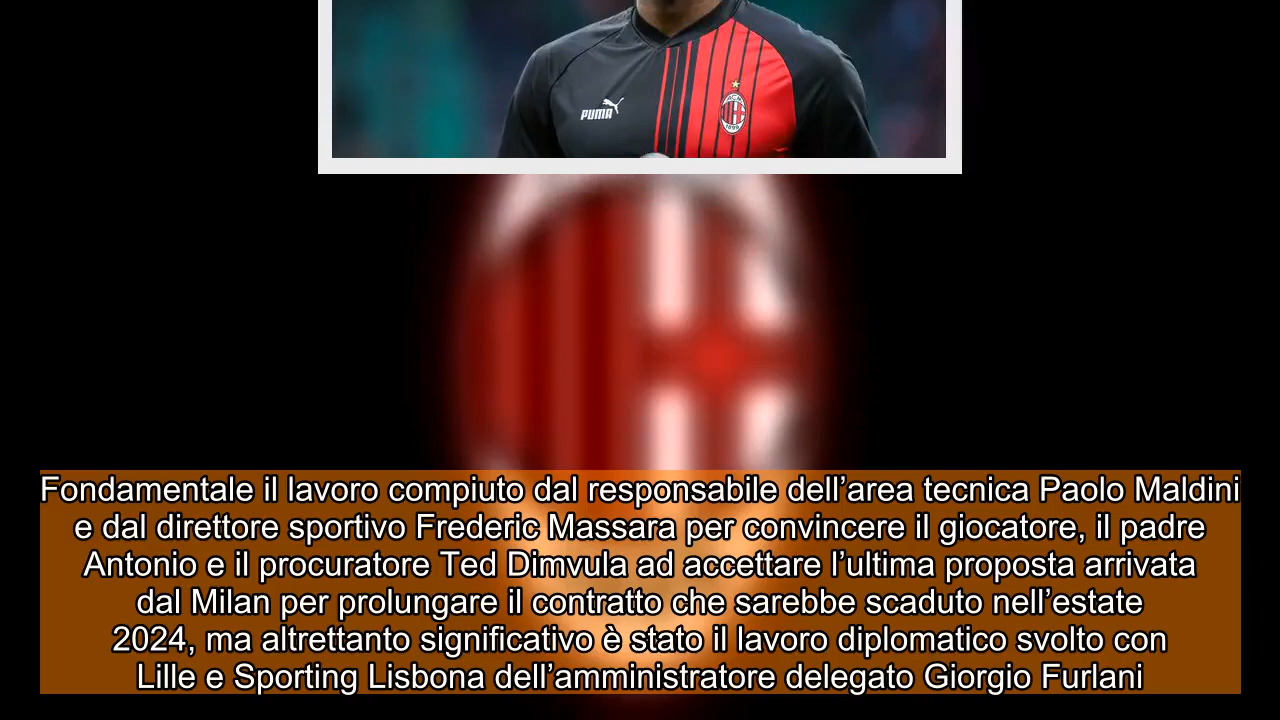 PUMA
ACM
1899
Fondamentale il lavoro compiuto dal responsabile dell’area tecnica Paolo Maldini
e dal direttore sportivo Frederic Massara per convincere il giocatore, il padre
Antonio e il procuratore Ted Dimvula ad accettare l’ultima proposta arrivata
dal Milan per prolungare il contratto che sarebbe scaduto nell’estate
2024, ma altrettanto significativo è stato il lavoro diplomatico svolto con
Lille e Sporting Lisbona dell’amministratore delegato Giorgio Furlani